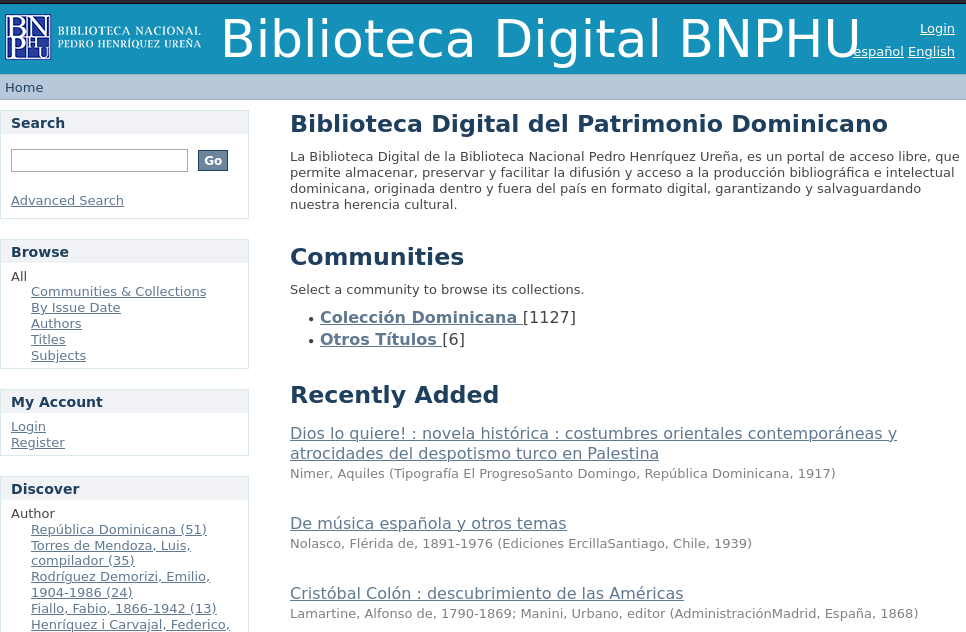 BNPHU
BIBLIOTECA NACIONAL
PEDRO HENRÍQUEZ UREÑA
Biblioteca Digital BNPHU
Login
español English
Home
Search
Go
Advanced Search
Browse
All
Communities & Collections
By Issue Date
Authors
Titles
Subjects
My Account
Login
Register
Discover
Author
República Dominicana (51)
Torres de Mendoza, Luis,
compilador (35)
Rodríguez Demorizi, Emilio,
1904-1986 (24)
Fiallo, Fabio, 1866-1942 (13)
Henríquez i Carvajal, Federico,
Biblioteca Digital del Patrimonio Dominicano
La Biblioteca Digital de la Biblioteca Nacional Pedro Henríquez Ureña, es un portal de acceso libre, que
permite almacenar, preservar y facilitar la difusión y acceso a la producción bibliográfica e intelectual
dominicana, originada dentro y fuera del país en formato digital, garantizando y salvaguardando
nuestra herencia cultural.
Communities
Select a community to browse its collections.
• Colección Dominicana [1127]
• Otros Títulos [6]
Recently Added
Dios lo quiere! : novela histórica : costumbres orientales contemporáneas y
atrocidades del despotismo turco en Palestina
Nimer, Aquiles (Tipografía El ProgresoSanto Domingo, República Dominicana, 1917)
De música española y otros temas
Nolasco, Flérida de, 1891-1976 (Ediciones ErcillaSantiago, Chile, 1939)
Cristóbal Colón : descubrimiento de las Américas
Lamartine, Alfonso de, 1790-1869; Manini, Urbano, editor (AdministraciónMadrid, España, 1868)